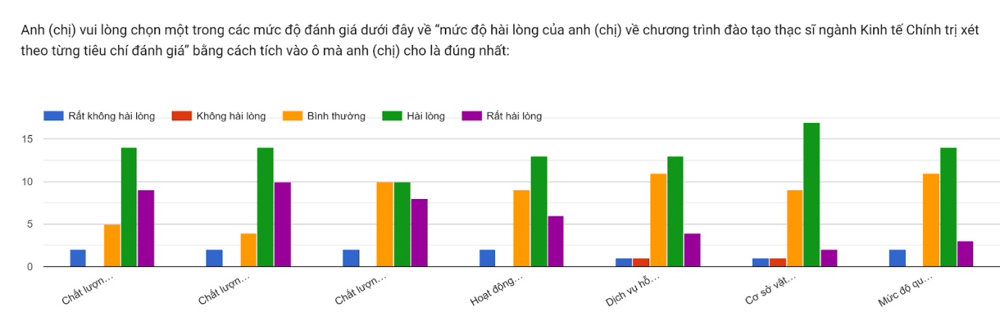 Anh (chị) vui lòng chọn một trong các mức độ đánh giá dưới đây về “mức độ hài lòng của anh (chị) về chương trình đào tạo thạc sĩ ngành Kinh tế Chính trị xét
theo từng tiêu chí đánh giá” bằng cách tích vào ô mà anh (chị) cho là đúng nhất:
Rất không hài lòng Không hài lòng Bình thường Hài lòng Rất hài lòng
15
10
5
0
Chất lượn... Chất lượn... Chất lượn... Hoạt động... Dịch vụ hỗ... Cơ sở vật... Mức độ qu...